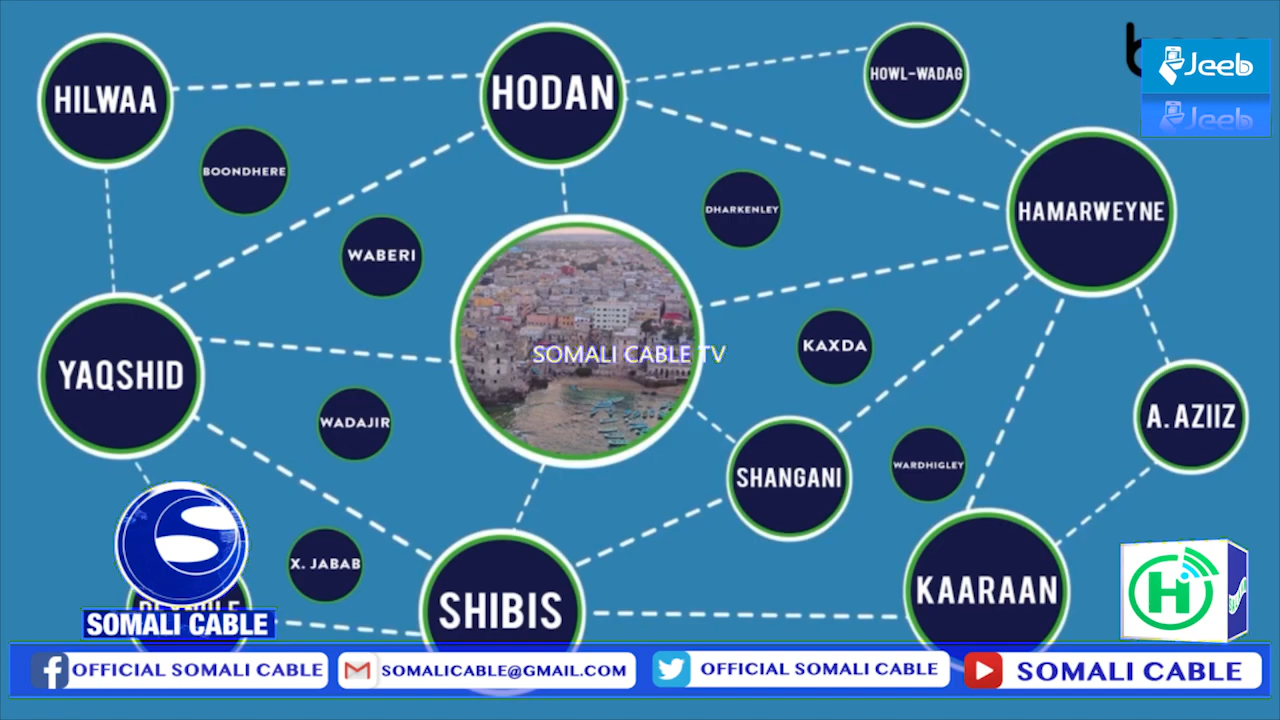 HILWAA
HODAN
HOWL-WADAG
Jeeb
Jeeb
BOONDHERE
DHARKENLEY
HAMARWEYNE
WABERI
KAXDA
SOMALI CABLE TV
YAQSHID
WADAJIR
A. AZIIZ
WARDHIGLEY
SHANGANI
X. JABAB
KAARAAN
SHIBIS
H
SOMALI CABLE
OFFICIAL SOMALI CABLE
SOMALICABLE@GMAIL.COM
OFFICIAL SOMALI CABLE
SOMALI CABLE